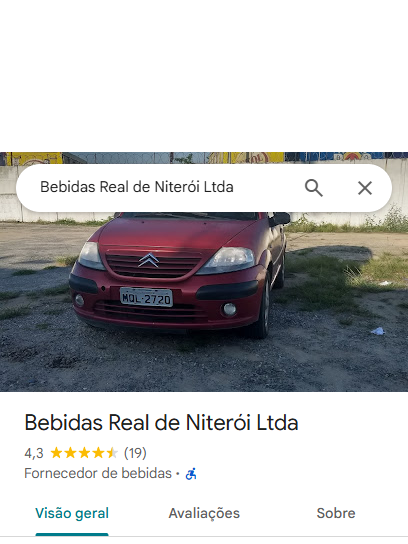 Bebidas Real de Niterói Ltda
MQL-2720
Bebidas Real de Niterói Ltda
4,3 (19)
Fornecedor de bebidas ·
Visão geral Avaliações Sobre